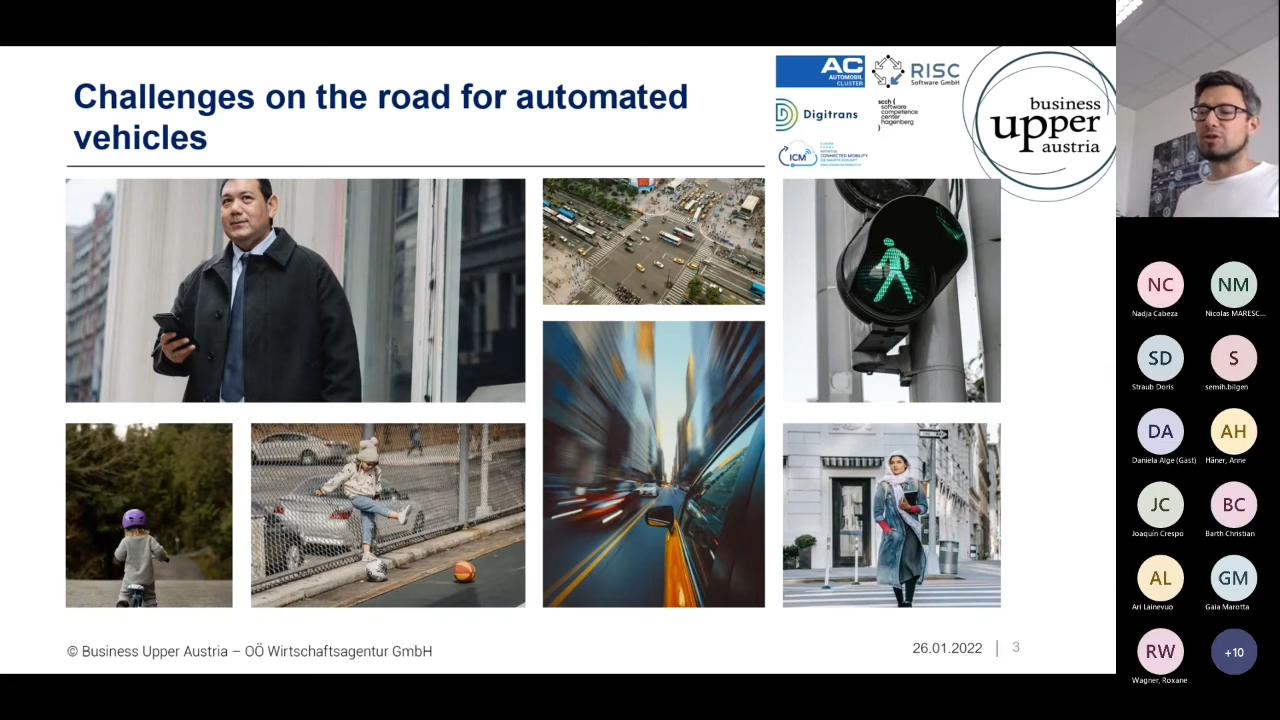 Challenges on the road for automated
vehicles
AC
AUTOMOBIL
CLUSTER
RISC
Software GmbH
Digitrans
scch {
software
competence
center
hagenberg
}
ICM
CONNECTED MOBILITY
business
upper
austria
© Business Upper Austria – OÖ Wirtschaftsagentur GmbH
26.01.2022
3
NC
Nadja Cabeza
NM
Nicolas MARESC...
SD
Straub Doris
S
semih.bilgen
DA
Daniela Alge (Gast)
AH
Häner, Anne
JC
Joaquín Crespo
BC
Barth Christian
AL
Ari Lainevuo
GM
Gaia Marotta
RW
Wagner, Roxane
+10